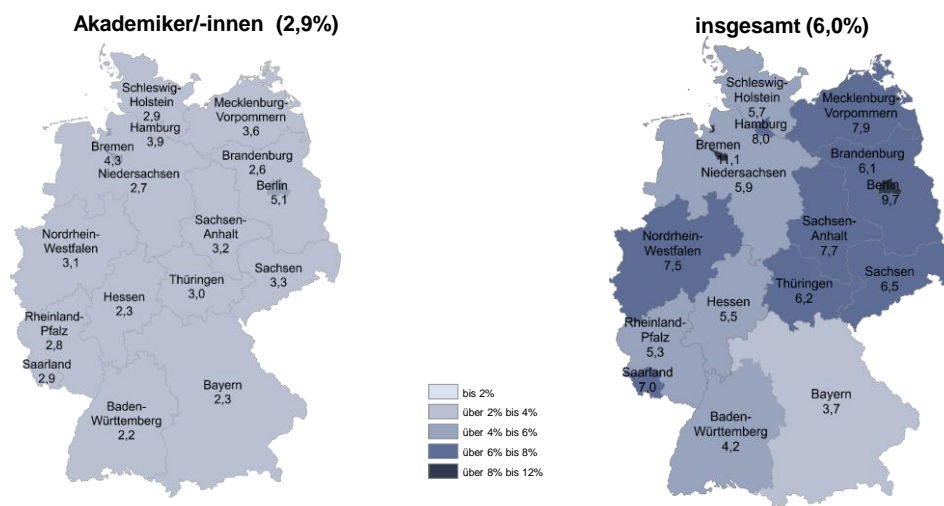 Akademiker/-innen (2,9%)
Schleswig-
Holstein
2,9
Mecklenburg-
Vorpommern
3,6
Hamburg
3,9
Bremen
4,3
Niedersachsen
2,7
Brandenburg
2,6
Berlin
5,1
Sachsen-
Anhalt
3,2
Nordrhein-
Westfalen
3,1
Sachsen
3,3
Thüringen
3,0
Hessen
2,3
Rheinland-
Pfalz
2,8
Saarland
2,9
Bayern
2,3
Baden-
Württemberg
2,2
bis 2%
über 2% bis 4%
über 4% bis 6%
über 6% bis 8%
über 8% bis 12%
insgesamt (6,0%)
Schleswig-
Holstein
5,7
Mecklenburg-
Vorpommern
7,9
Hamburg
8,0
Bremen
11,1
Niedersachsen
5,9
Brandenburg
6,1
Berlin
9,7
Sachsen-
Anhalt
7,7
Nordrhein-
Westfalen
7,5
Sachsen
6,5
Thüringen
6,2
Hessen
5,5
Rheinland-
Pfalz
5,3
Saarland
7,0
Bayern
3,7
Baden-
Württemberg
4,2